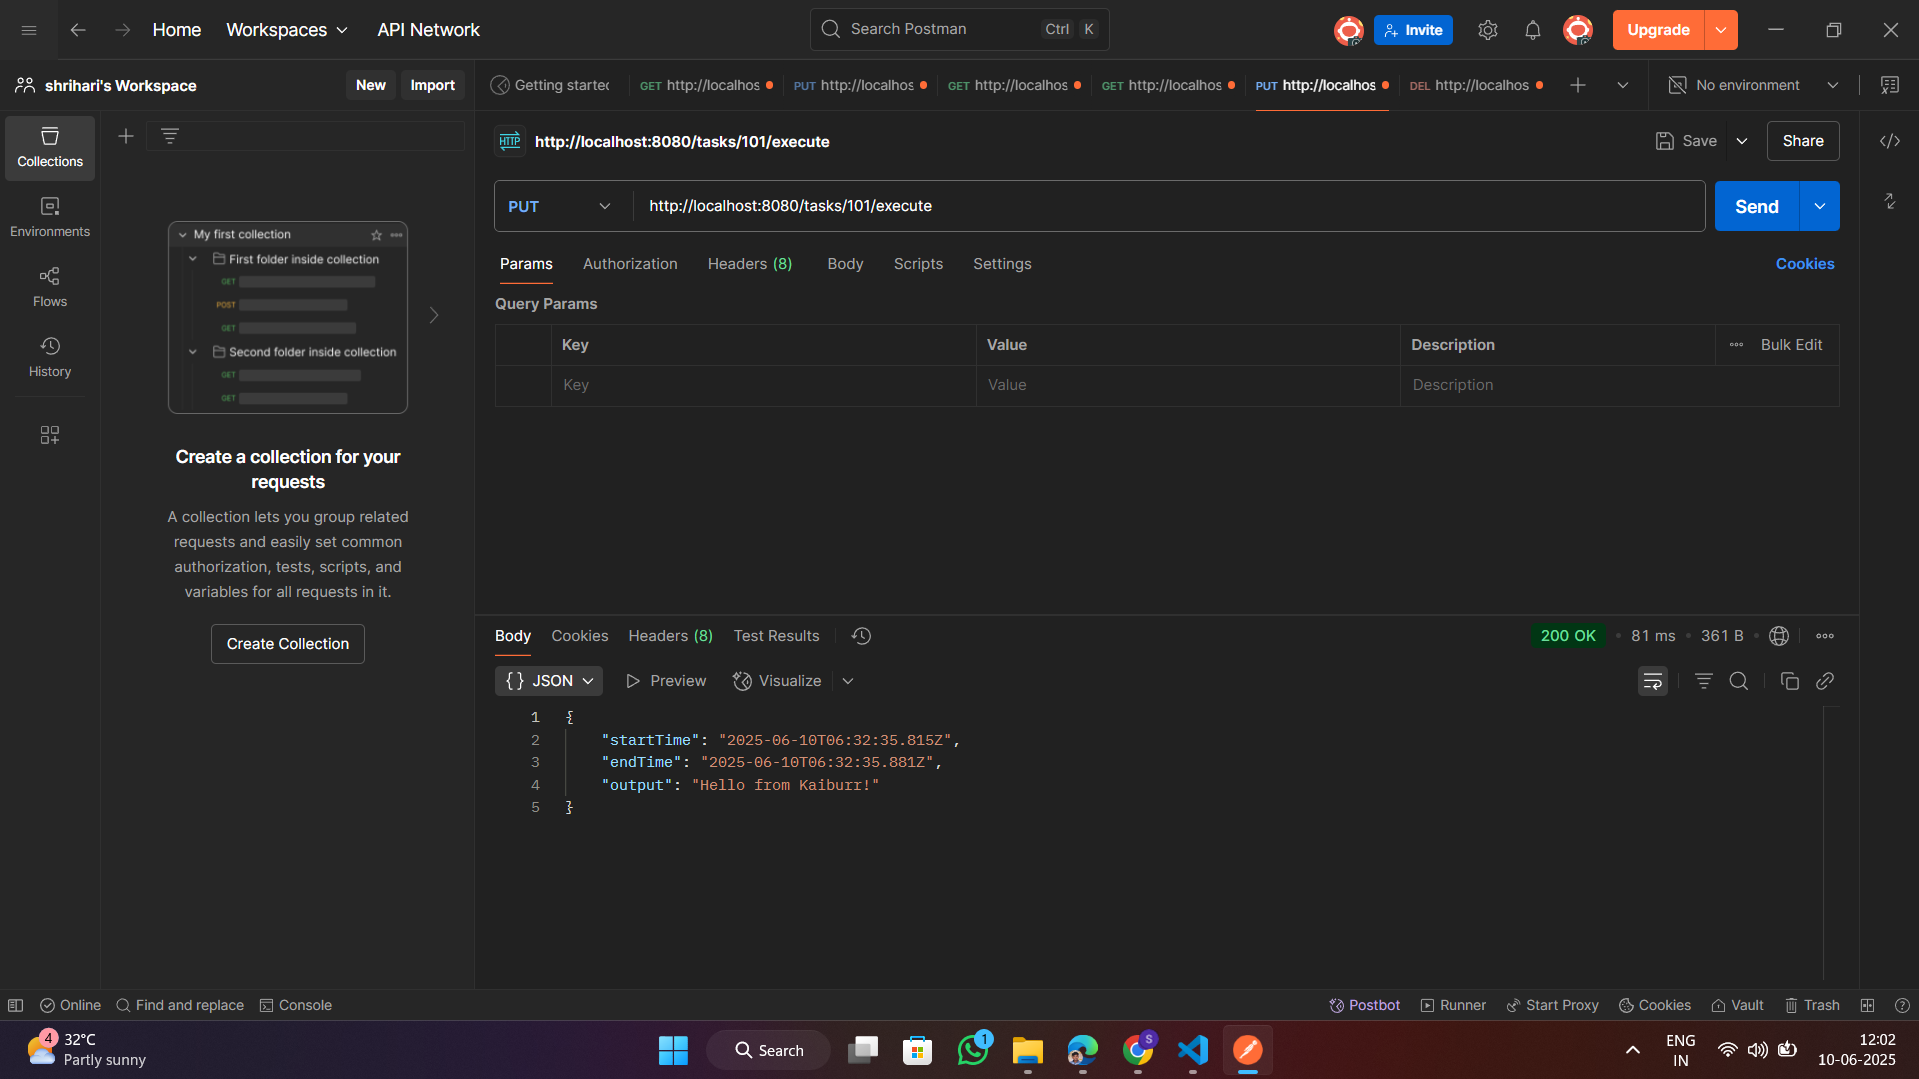 Home
Workspaces
API Network
Search Postman
Ctrl K
Invite
Upgrade
shrihari's Workspace
New
Import
Getting started
GET http://localhos
PUT http://localhos
GET http://localhos
GET http://localhos
PUT http://localhos
DEL http://localhos
No environment
Collections
Environments
Flows
History
My first collection
First folder inside collection
GET
POST
GET
Second folder inside collection
GET
GET
Create a collection for your
requests
A collection lets you group related
requests and easily set common
authorization, tests, scripts, and
variables for all requests in it.
Create Collection
HTTP
http://localhost:8080/tasks/101/execute
Save
Share
PUT
http://localhost:8080/tasks/101/execute
Send
Params
Authorization
Headers (8)
Body
Scripts
Settings
Cookies
Query Params
Key Value Description Bulk Edit
Key Value Description
Body
Cookies
Headers (8)
Test Results
200 OK
81 ms
361 B
{} JSON
Preview
Visualize
1 {
2 "startTime": "2025-06-10T06:32:35.815Z",
3 "endTime": "2025-06-10T06:32:35.881Z",
4 "output": "Hello from Kaiburr!"
5 }
Online
Find and replace
Console
Postbot
Runner
Start Proxy
Cookies
Vault
Trash
4
32°C
Partly sunny
Search
1
S
ENG
IN
12:02
10-06-2025